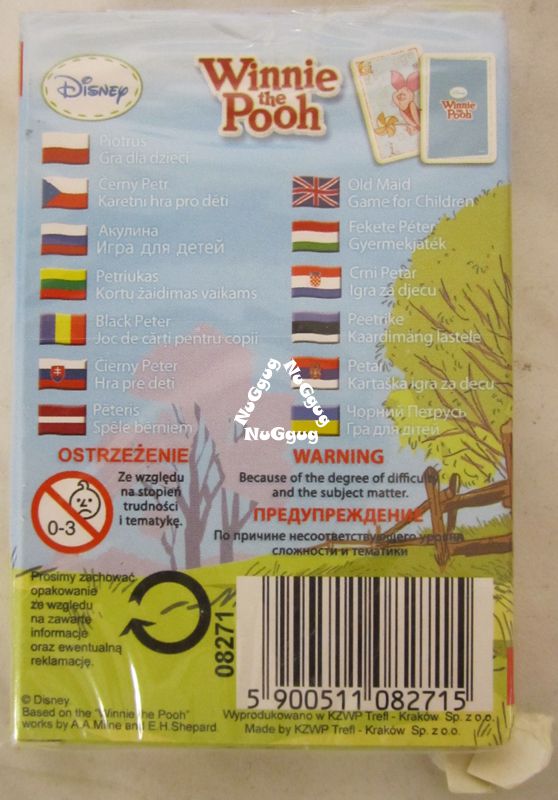 Disney
Winnie
the
Pooh
Winnie
the Pooh
Piotruś
Gra dla dzieci
Černý Petr
Karetní hra pro děti
Акулина
Игра для детей
Petriukas
Kortu žaidimas vaikams
Black Peter
Joc de cărţi pentru copii
Čierny Peter
Hra pre deti
Pēteris
Spēle bērniem
Old Maid
Game for Children
Fekete Péter
Gyermekjáték
Crni Petar
Igra za djecu
Peetrike
Kaardimäng lastele
Petar
Kartaška igra za decu
Чорний Петрусь
Гра для дітей
NuGgug
NuGgug
NuGgug
OSTRZEŻENIE
0-3
Ze względu
na stopień
trudności
i tematykę.
WARNING
Because of the degree of difficulty
and the subject matter.
ПРЕДУПРЕЖДЕНИЕ
По причине несоответствующего уровня
сложности и тематики
Prosimy zachować
opakowanie
ze względu
na zawarte
informacje
oraz ewentualną
reklamację.
08271
5 900511 082715
© Disney.
Based on the "Winnie the Pooh"
works by A.A.Milne and E.H.Shepard.
Wyprodukowano w KZWP Trefl - Kraków Sp. z o.o.
Made by KZWP Trefl - Kraków Sp. z o.o.